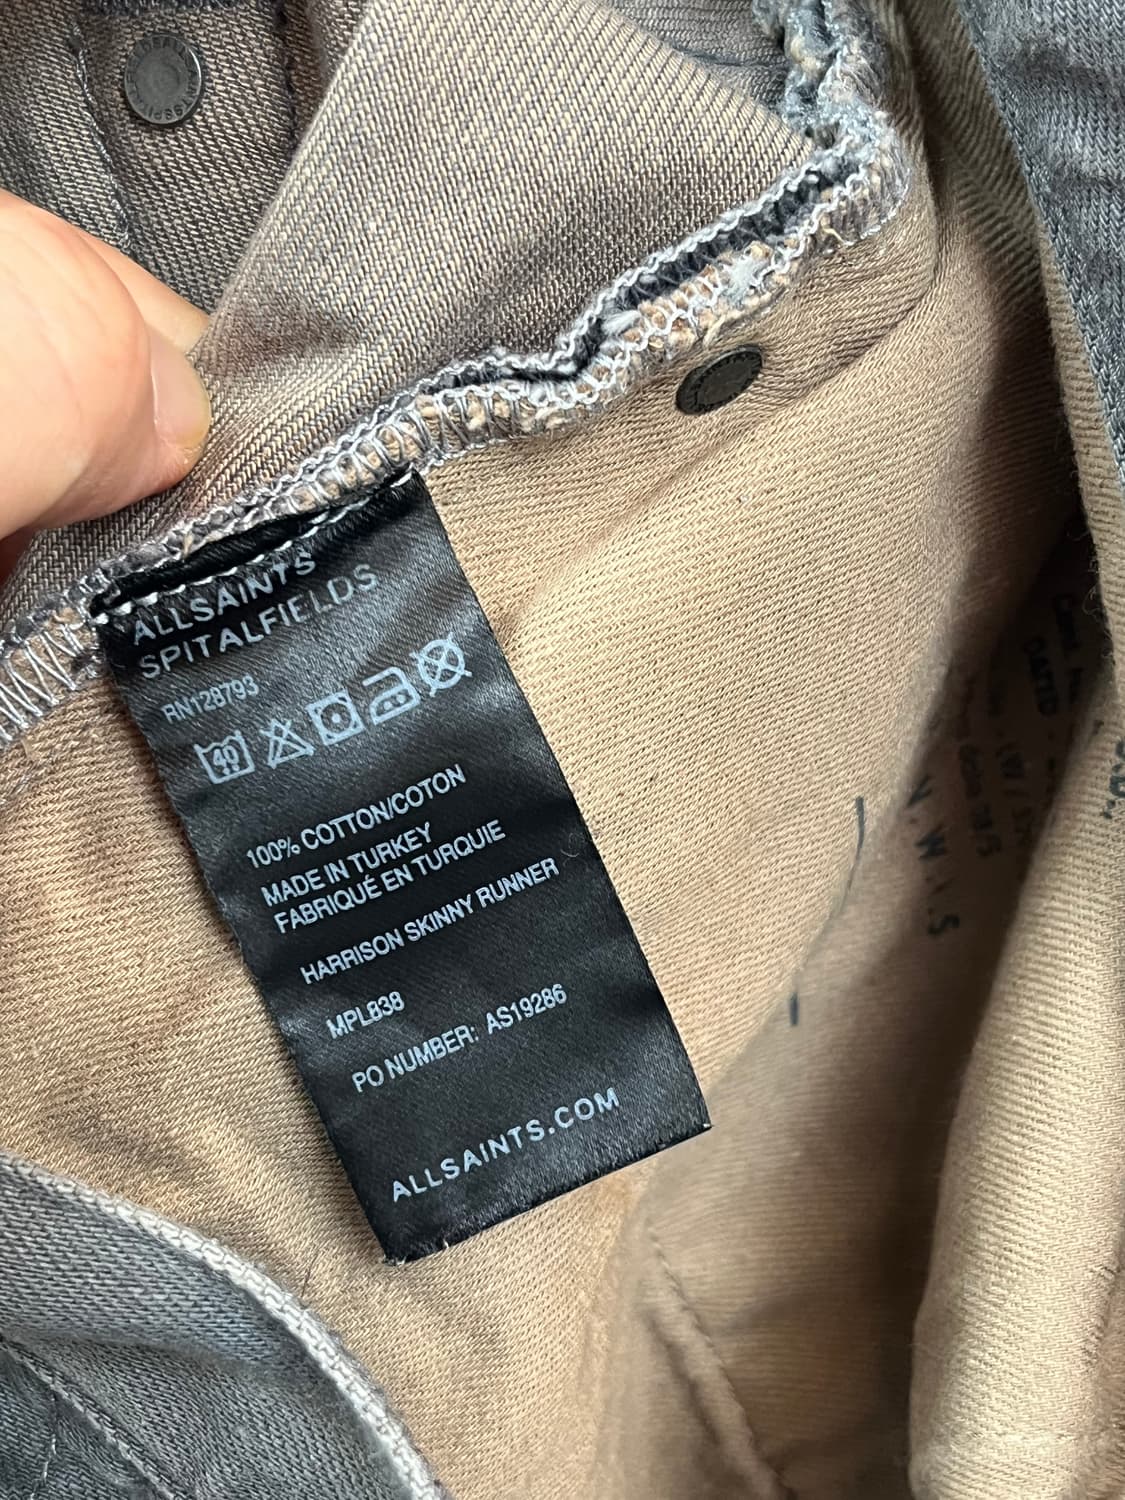 ALLSAINTS
SPITALFIELDS
RN128793
40
100% COTTON/COTON
MADE IN TURKEY
FABRIQUÉ EN TURQUIE
HARRISON SKINNY RUNNER
MPL838
PO NUMBER: AS19286
ALLSAINTS.COM